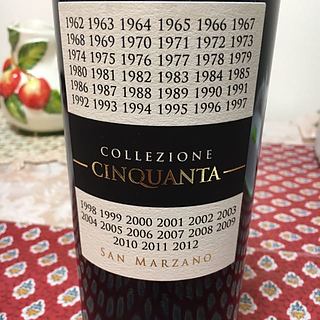 1962 1963 1964 1965 1966 1967
1968 1969 1970 1971 1972 1973
1974 1975 1976 1977 1978 1979
1980 1981 1982 1983 1984 1985
1986 1987 1988 1989 1990 1991
1992 1993 1994 1995 1996 1997
COLLEZIONE
CINQUANTA
1998 1999 2000 2001 2002 2003
2004 2005 2006 2007 2008 2009
2010 2011 2012
SAN MARZANO